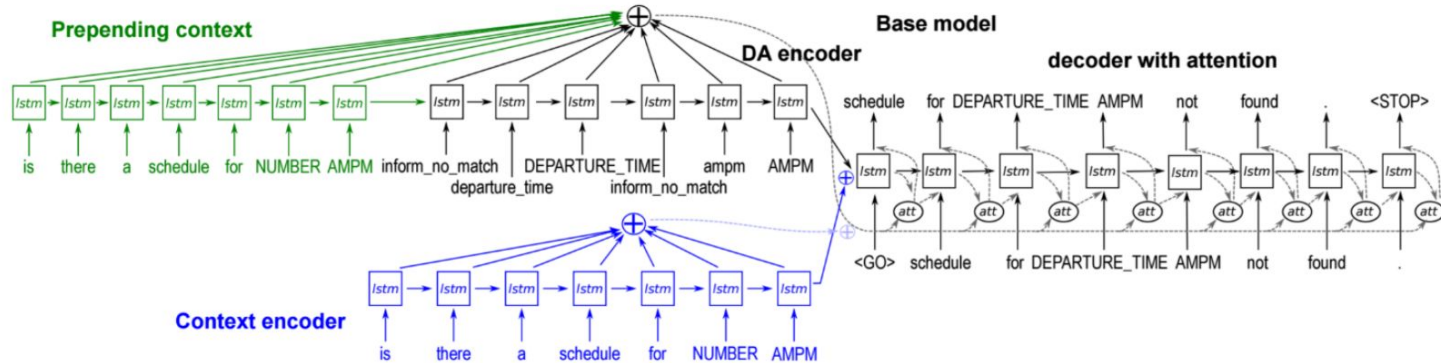 Prepending context
Base model
DA encoder
decoder with attention
lstm lstm lstm lstm lstm lstm lstm lstm lstm lstm lstm lstm lstm
is there a schedule for NUMBER AMPM
inform_no_match DEPARTURE_TIME ampm AMPM
departure_time inform_no_match
schedule for DEPARTURE_TIME AMPM not found . <STOP>
lstm lstm lstm lstm lstm lstm lstm lstm
att att att att att att att att
<GO> schedule for DEPARTURE_TIME AMPM not found .
lstm lstm lstm lstm lstm lstm lstm
Context encoder
is there a schedule for NUMBER AMPM